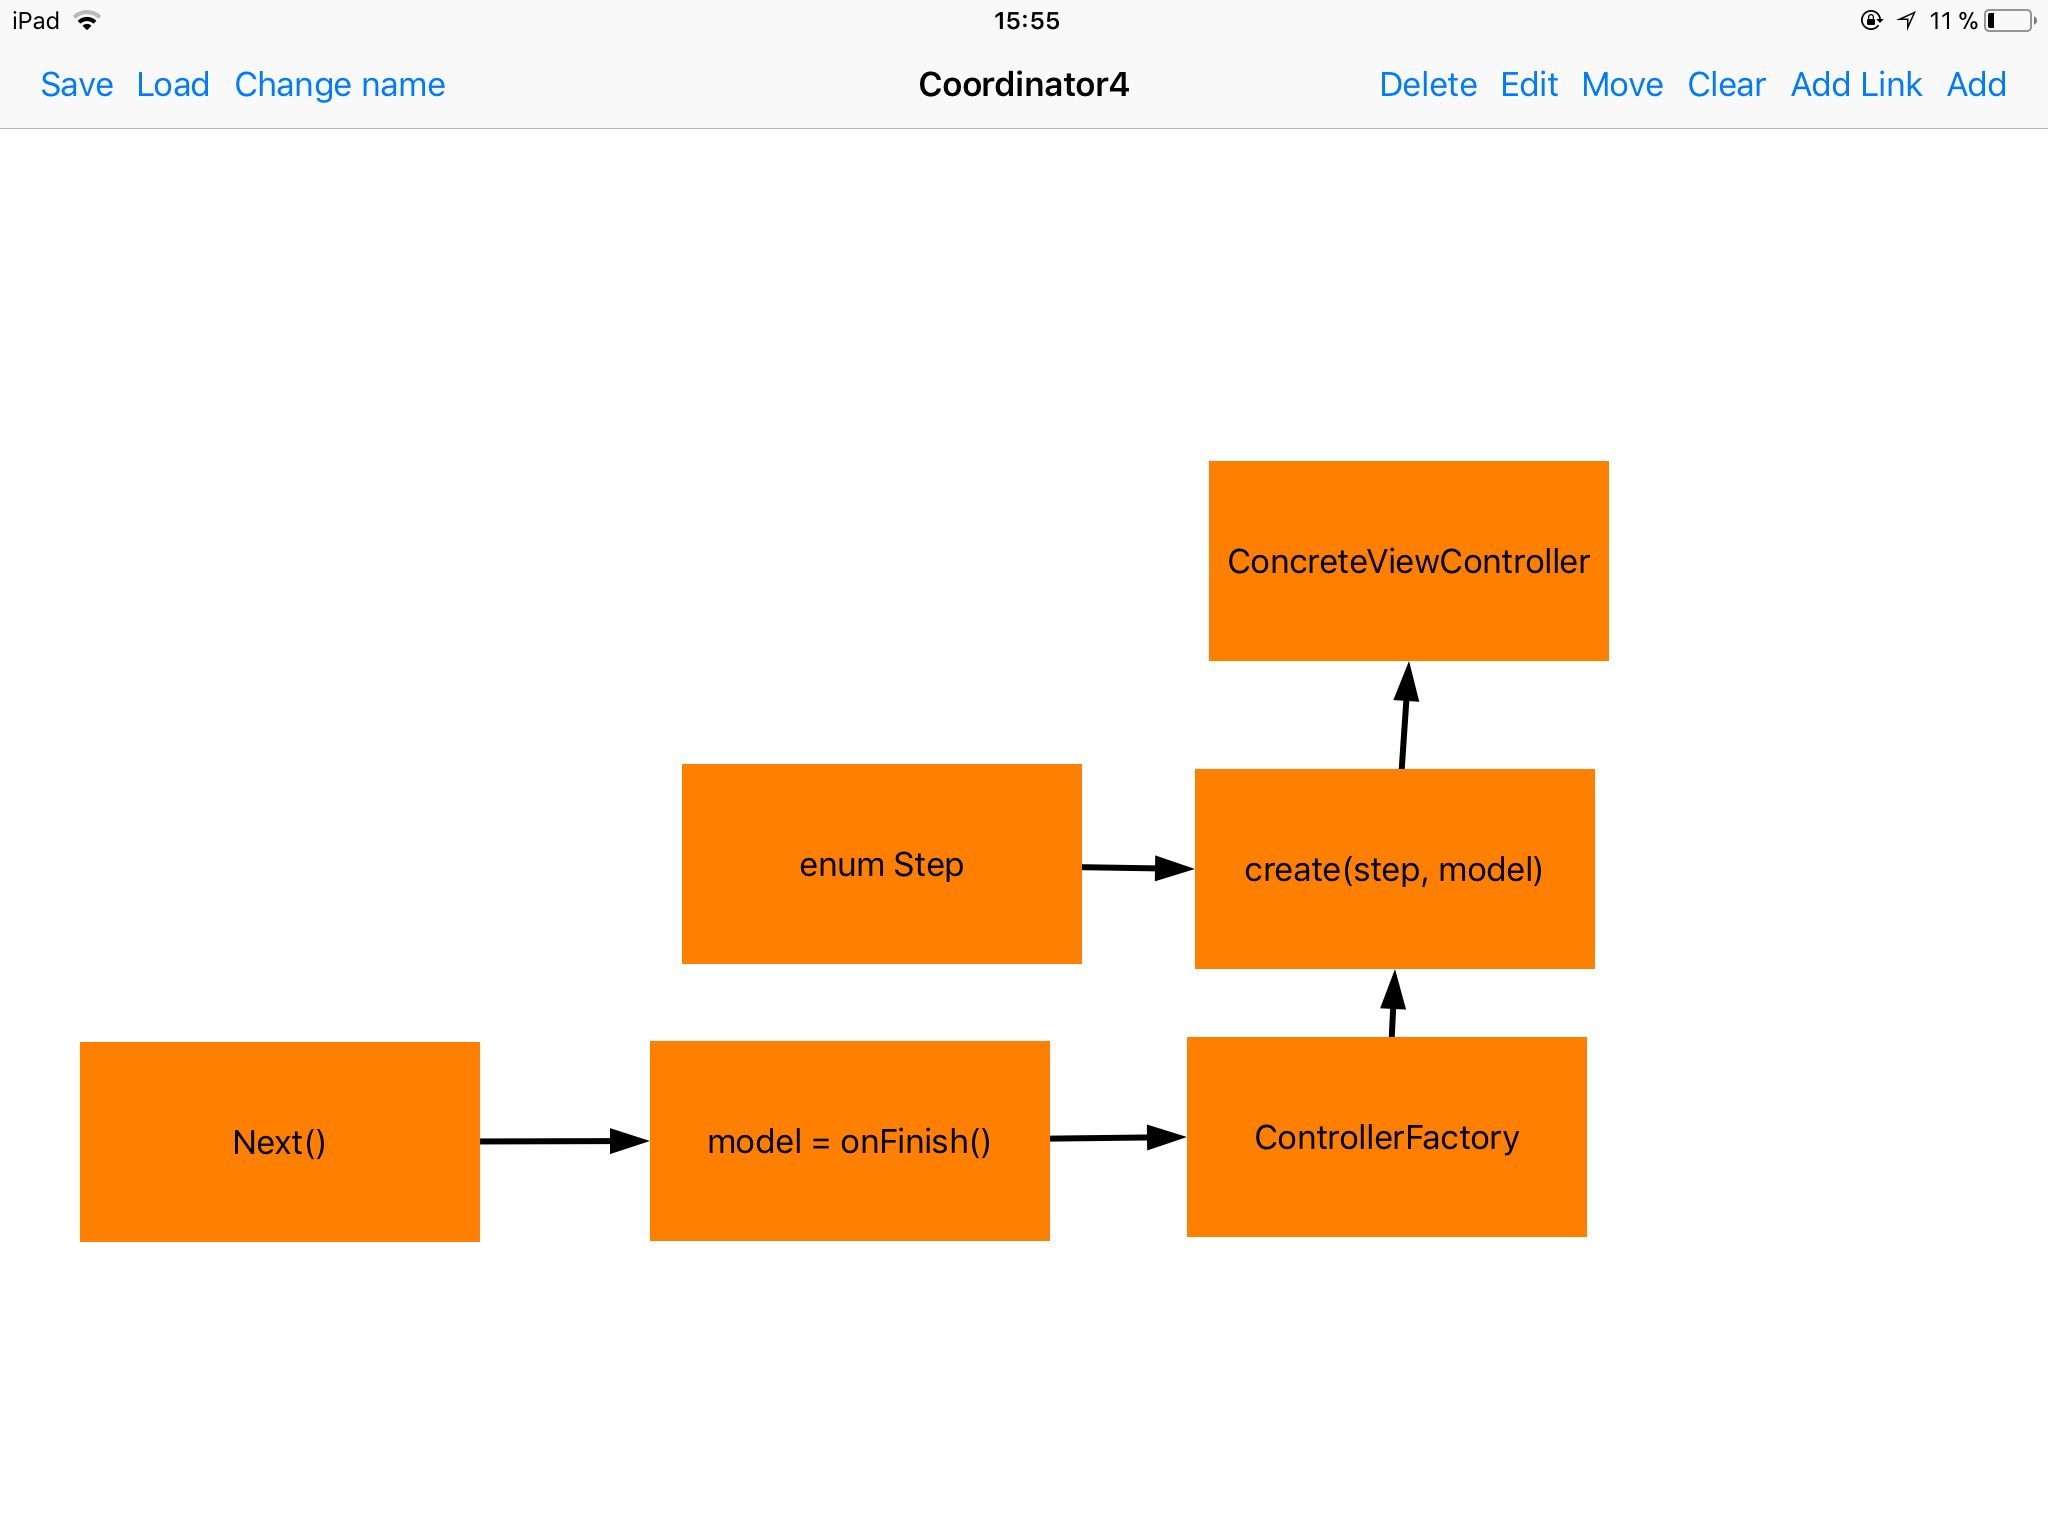 iPad 15:55 11 %
Save Load Change name Coordinator4 Delete Edit Move Clear Add Link Add
ConcreteViewController
enum Step create(step, model)
Next() model = onFinish() ControllerFactory